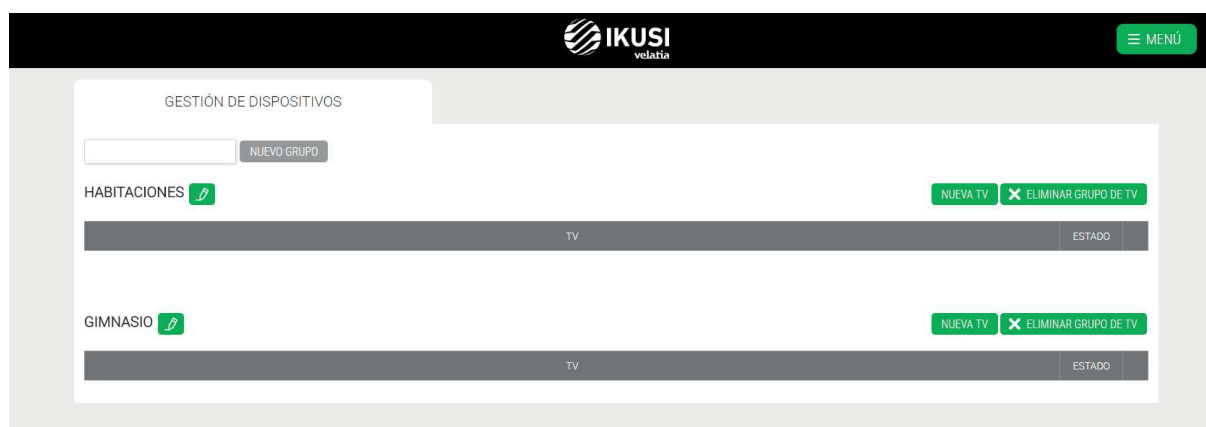 IKUSI
velatia
MENÚ
GESTIÓN DE DISPOSITIVOS
NUEVO GRUPO
HABITACIONES
NUEVA TV
ELIMINAR GRUPO DE TV
TV
ESTADO
GIMNASIO
NUEVA TV
ELIMINAR GRUPO DE TV
TV
ESTADO